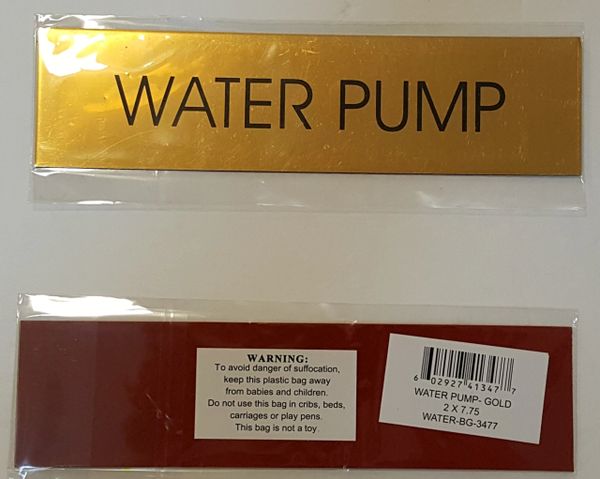 WATER PUMP
WARNING:
To avoid danger of suffocation,
keep this plastic bag away
from babies and children.
Do not use this bag in cribs, beds,
carriages or play pens.
This bag is not a toy.
6 02927 41347 7
WATER PUMP- GOLD
2 X 7.75
WATER-BG-3477